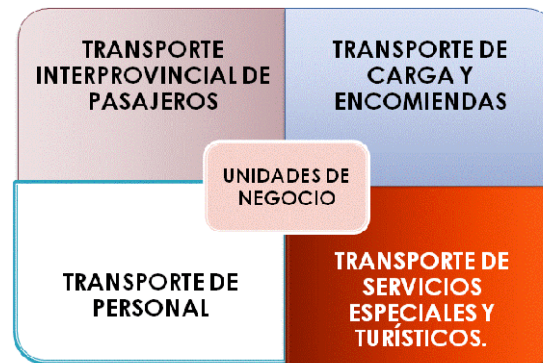 TRANSPORTE
INTERPROVINCIAL DE
PASAJEROS
TRANSPORTE DE
CARGA Y
ENCOMIENDAS
UNIDADES DE
NEGOCIO
TRANSPORTE DE
PERSONAL
TRANSPORTE DE
SERVICIOS
ESPECIALES Y
TURÍSTICOS.